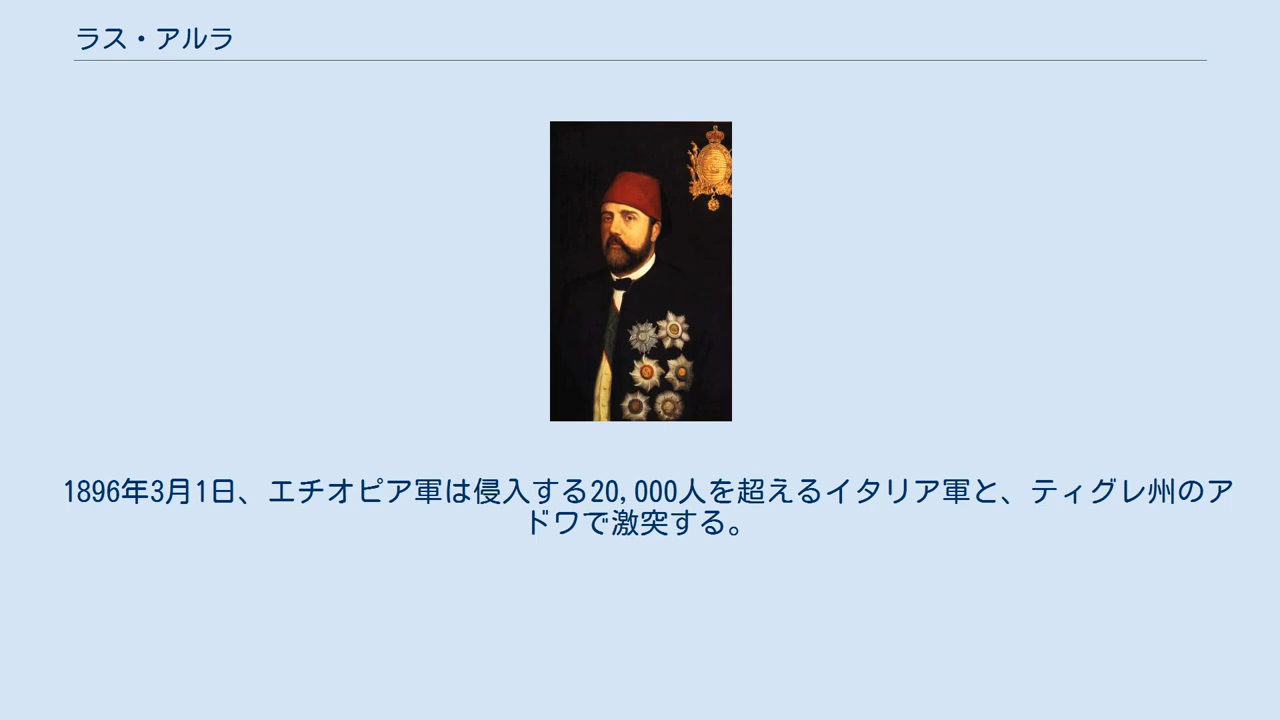 ラス・アルラ
1896年3月1日、エチオピア軍は侵入する20,000人を超えるイタリア軍と、ティグレ州のア
ドワで激突する。